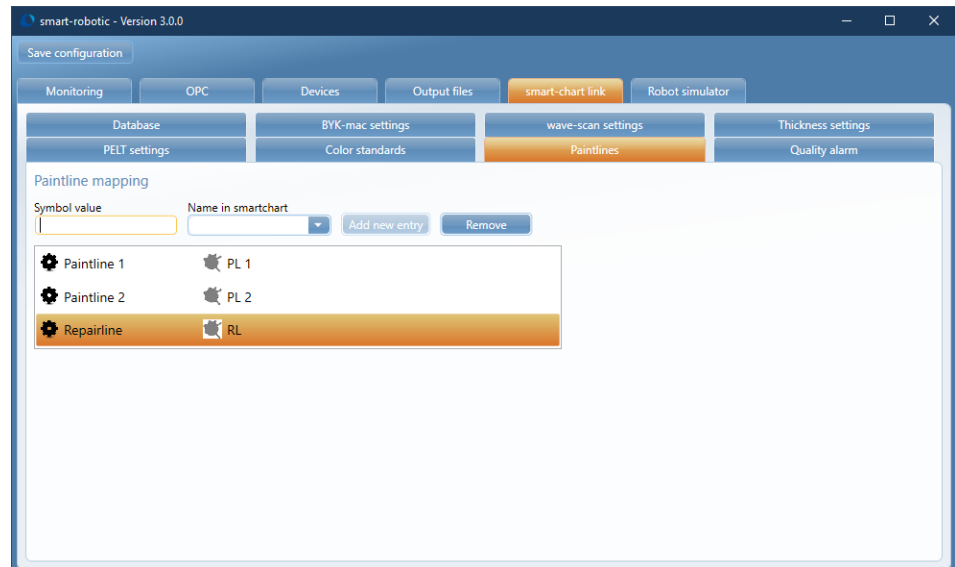 smart-robotic - Version 3.0.0
Save configuration
Monitoring OPC Devices Output files smart-chart link Robot simulator
Database BYK-mac settings wave-scan settings Thickness settings
PELT settings Color standards Paintlines Quality alarm
Paintline mapping
Symbol value Name in smartchart
Add new entry Remove
Paintline 1 PL 1
Paintline 2 PL 2
Repairline RL